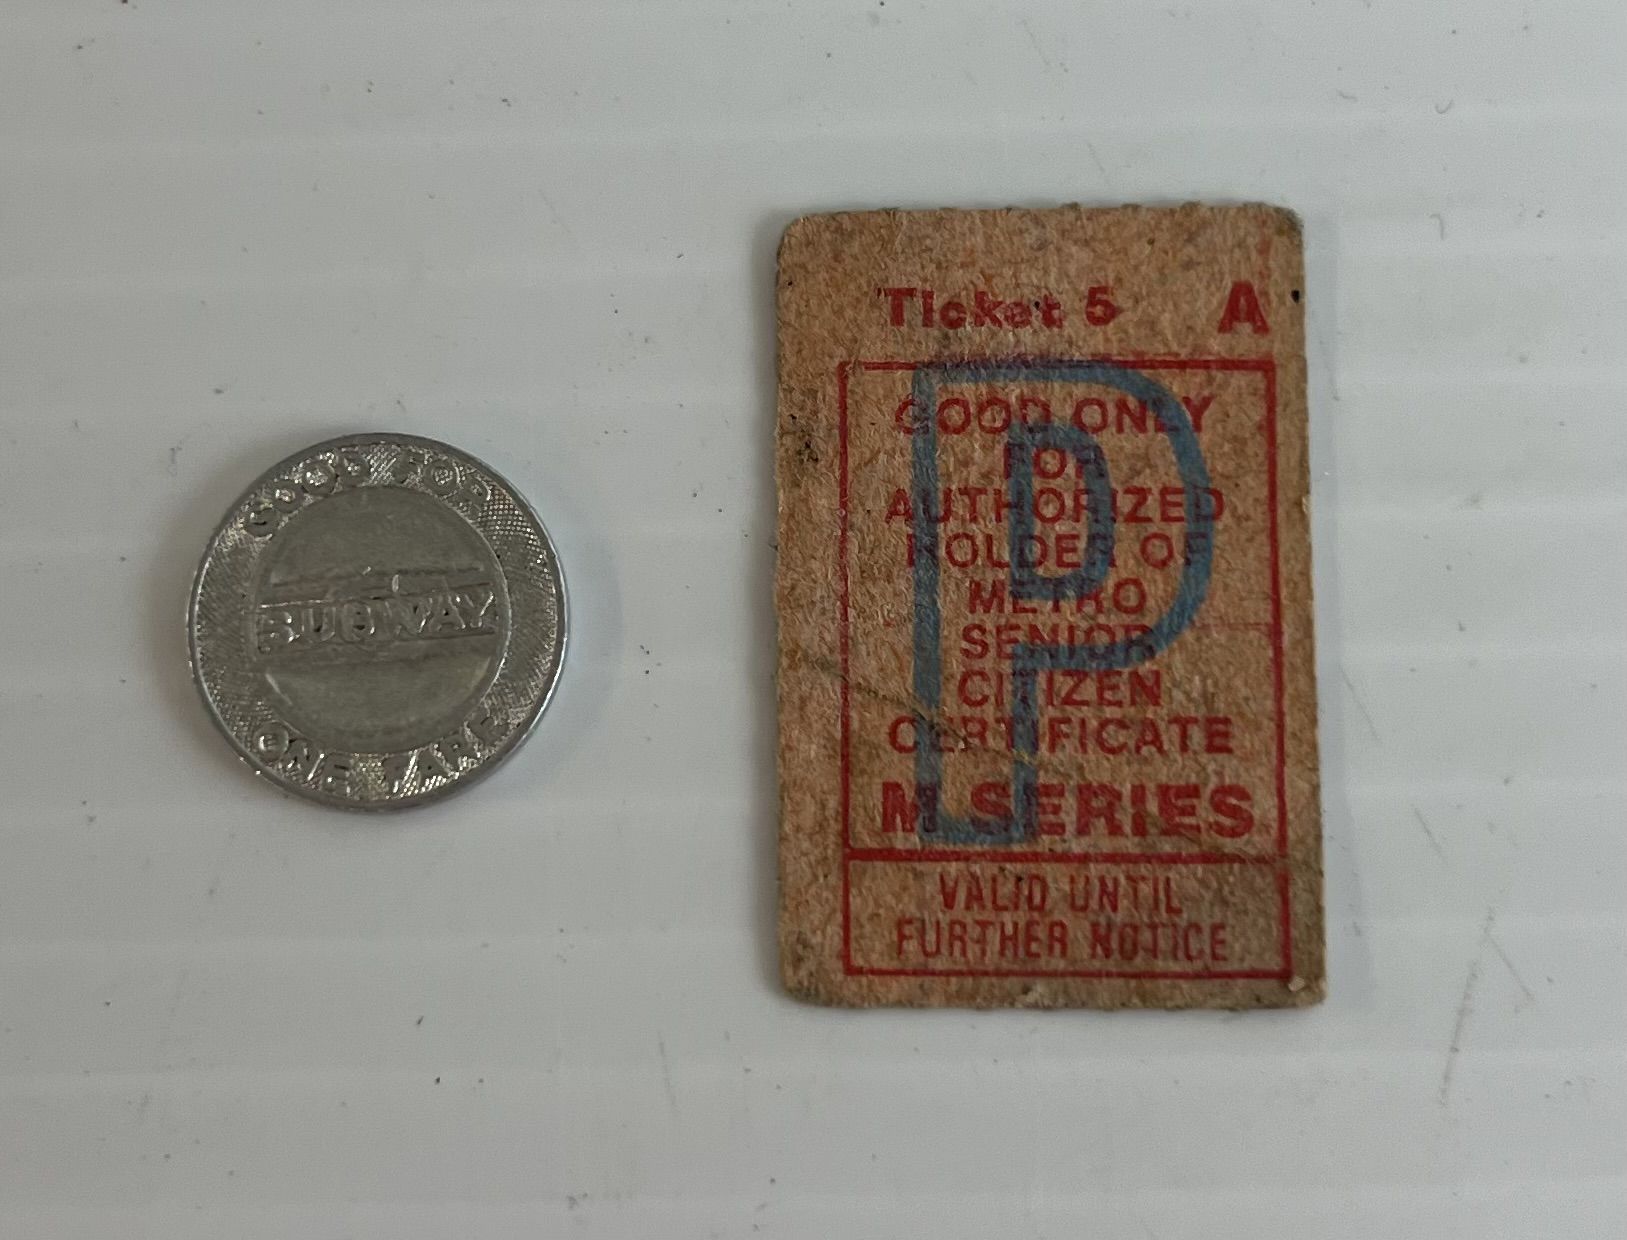 GOOD FOR
SUBWAY
ONE FARE
Ticket 5 A
P
GOOD ONLY
FOR
AUTHORIZED
HOLDER OF
METRO
SENIOR
CITIZEN
CERTIFICATE
M SERIES
VALID UNTIL
FURTHER NOTICE